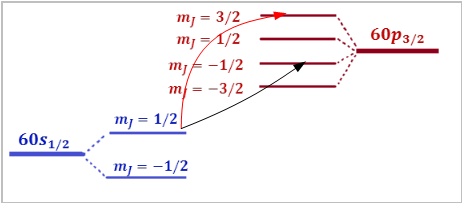 m_J = 3/2
m_J = 1/2
60p_{3/2}
m_J = −1/2
m_J = −3/2
m_J = 1/2
60s_{1/2}
m_J = −1/2